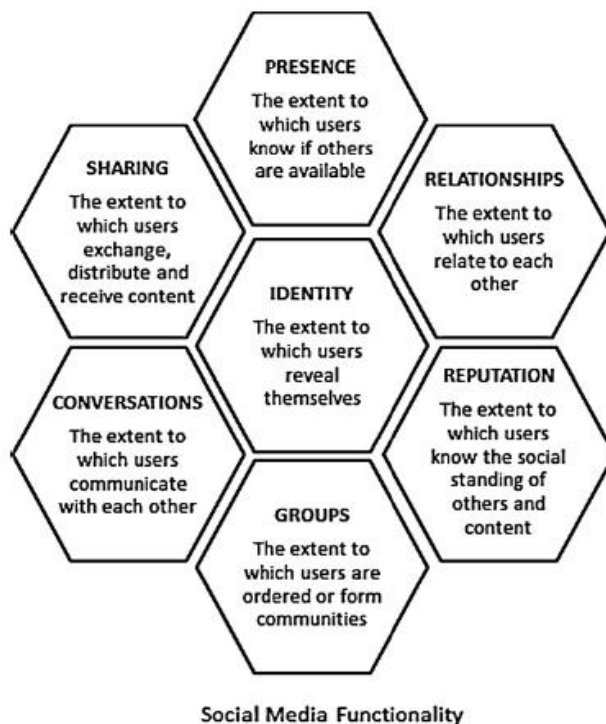 PRESENCE
The extent to
which users
know if others
are available
SHARING
The extent to
which users
exchange,
distribute and
receive content
RELATIONSHIPS
The extent to
which users
relate to each
other
IDENTITY
The extent to
which users
reveal
themselves
CONVERSATIONS
The extent to
which users
communicate
with each other
REPUTATION
The extent to
which users
know the social
standing of
others and
content
GROUPS
The extent to
which users are
ordered or form
communities
Social Media Functionality